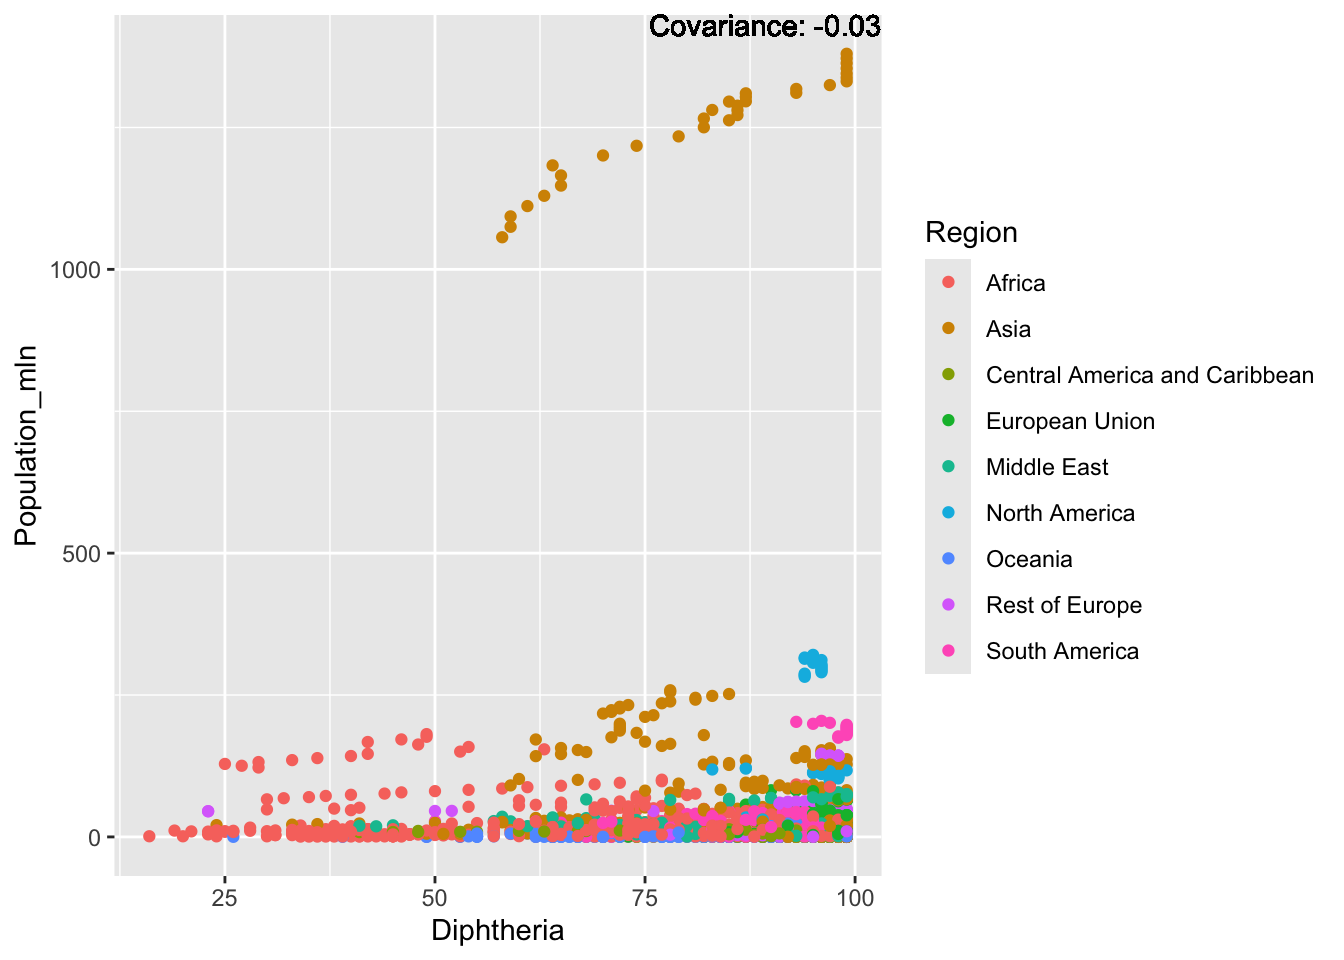 Covariance: -0.03
Population_mln
1000
500
0
25 50 75 100
Diphtheria
Region
Africa
Asia
Central America and Caribbean
European Union
Middle East
North America
Oceania
Rest of Europe
South America